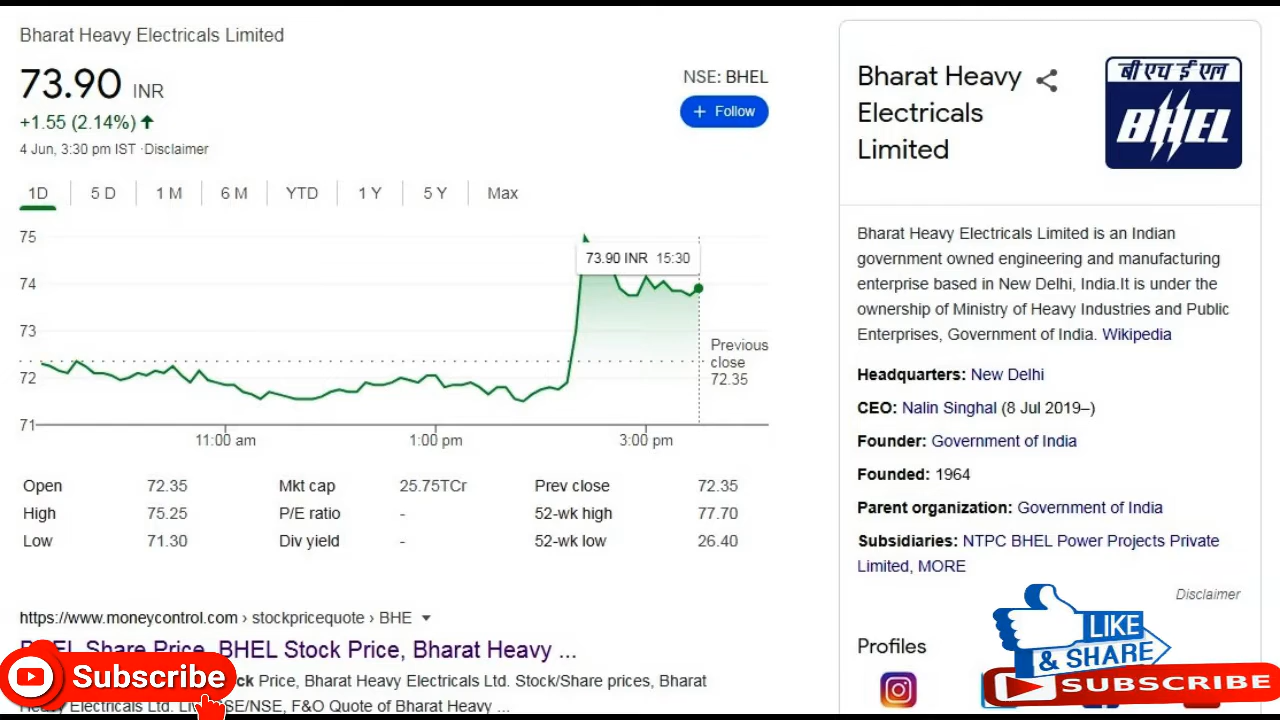 Bharat Heavy Electricals Limited
73.90 INR
+1.55 (2.14%)
4 Jun, 3:30 pm IST ·Disclaimer
NSE: BHEL
+ Follow
1D 5 D 1 M 6 M YTD 1 Y 5 Y Max
75
74
73
72
71
73.90 INR 15:30
Previous
close
72.35
11:00 am 1:00 pm 3:00 pm
Open 72.35 Mkt cap 25.75TCr Prev close 72.35
High 75.25 P/E ratio - 52-wk high 77.70
Low 71.30 Div yield - 52-wk low 26.40
https://www.moneycontrol.com › stockpricequote › BHE
Share Price, BHEL Stock Price, Bharat Heavy ...
Price, Bharat Heavy Electricals Ltd. Stock/Share prices, Bharat
Electricals Ltd. SE/NSE, F&O Quote of Bharat Heavy ...
Subscribe
Bharat Heavy
Electricals
Limited
बी एच ई एल
BHEL
Bharat Heavy Electricals Limited is an Indian
government owned engineering and manufacturing
enterprise based in New Delhi, India.It is under the
ownership of Ministry of Heavy Industries and Public
Enterprises, Government of India. Wikipedia
Headquarters: New Delhi
CEO: Nalin Singhal (8 Jul 2019–)
Founder: Government of India
Founded: 1964
Parent organization: Government of India
Subsidiaries: NTPC BHEL Power Projects Private
Limited, MORE
Disclaimer
Profiles
LIKE
& SHARE
SUBSCRIBE